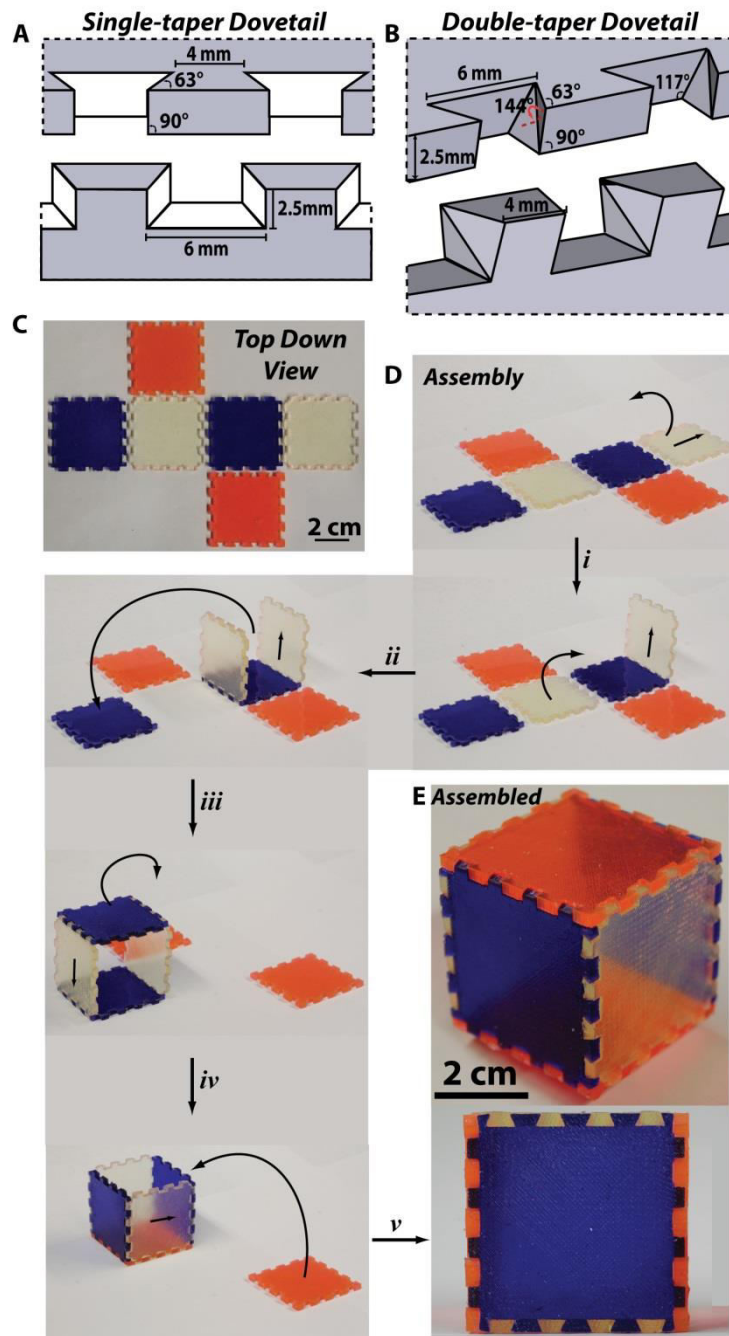 Single-taper Dovetail
A
4 mm
63°
90°
2.5mm
6 mm
Double-taper Dovetail
B
6 mm
63°
117°
144°
90°
2.5mm
4 mm
C
Top Down
View
2 cm
D
Assembly
i
ii
iii
iv
v
E Assembled
2 cm